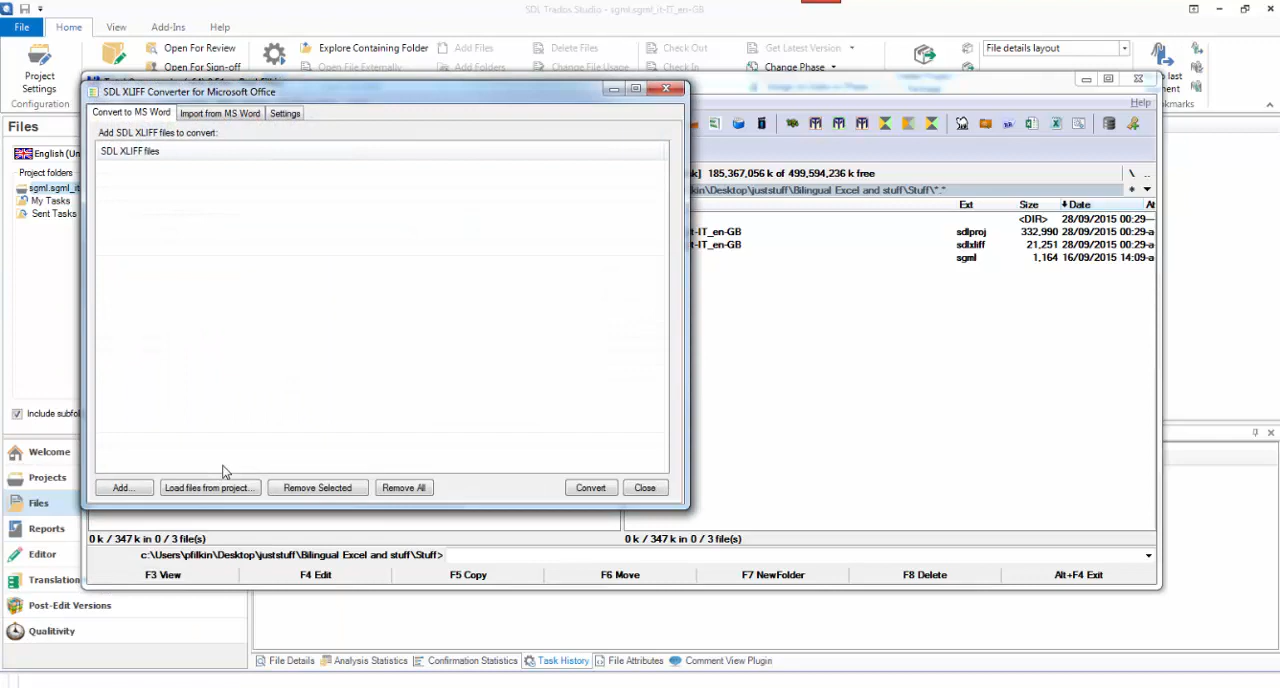 SDL Trados Studio - sgml.sgml_it-IT_en-GB
File
Home
View
Add-Ins
Help
Project
Settings
Configuration
Open For Review
Open For Sign-off
Explore Containing Folder
Open File Externally
Add Files
Add Folders
Delete Files
Change File Usage
Check Out
Check In
Get Latest Version
Change Phase
File details layout
Files
English (Un
Project folders
sgml.sgml_it
My Tasks
Sent Tasks
Include subfol
Welcome
Projects
Files
Reports
Editor
Translation
Post-Edit Versions
Qualitivity
SDL XLIFF Converter for Microsoft Office
Convert to MS Word
Import from MS Word
Settings
Add SDL XLIFF files to convert:
SDL XLIFF files
Add...
Load files from project...
Remove Selected
Remove All
Convert
Close
Help
k] 185,367,056 k of 499,594,236 k free
\ ..
kin\Desktop\juststuff\Bilingual Excel and stuff\Stuff\*.*
Ext Size Date At
<DIR> 28/09/2015 00:29
t-IT_en-GB sdlproj 332,990 28/09/2015 00:29-a
t-IT_en-GB sdlxliff 21,251 28/09/2015 00:29-a
sgml 1,164 16/09/2015 14:09-a
0 k / 347 k in 0 / 3 file(s)
0 k / 347 k in 0 / 3 file(s)
c:\Users\pfilkin\Desktop\juststuff\Bilingual Excel and stuff\Stuff>
F3 View
F4 Edit
F5 Copy
F6 Move
F7 NewFolder
F8 Delete
Alt+F4 Exit
File Details
Analysis Statistics
Confirmation Statistics
Task History
File Attributes
Comment View Plugin